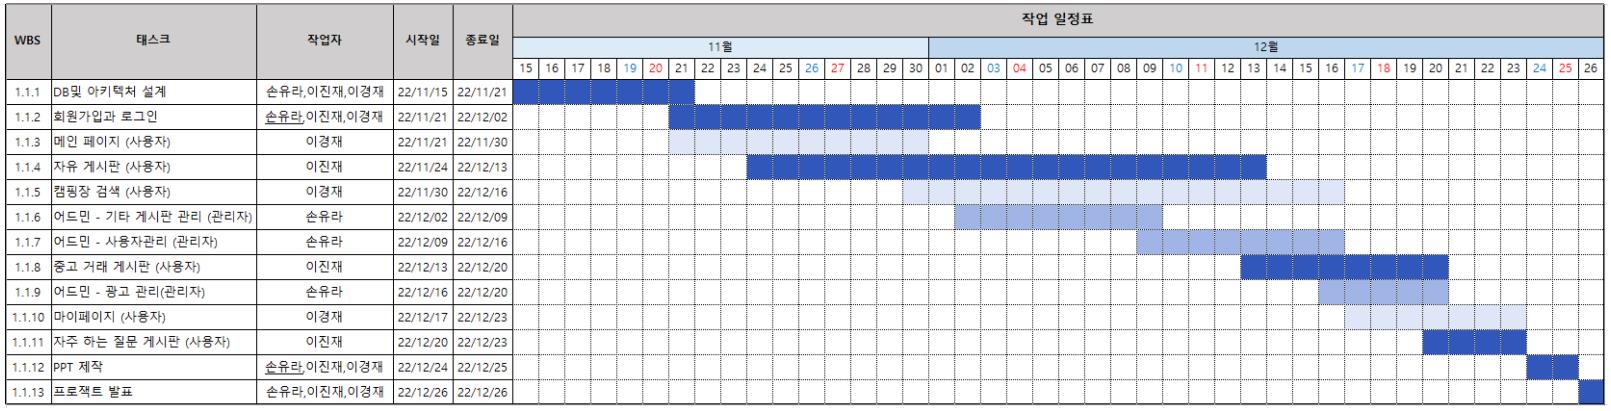 작업 일정표
WBS 태스크 작업자 시작일 종료일
11월 12월
15 16 17 18 19 20 21 22 23 24 25 26 27 28 29 30 01 02 03 04 05 06 07 08 09 10 11 12 13 14 15 16 17 18 19 20 21 22 23 24 25 26
1.1.1 DB및 아키텍처 설계 손유라,이진재,이경재 22/11/15 22/11/21
1.1.2 회원가입과 로그인 손유라,이진재,이경재 22/11/21 22/12/02
1.1.3 메인 페이지 (사용자) 이경재 22/11/21 22/11/30
1.1.4 자유 게시판 (사용자) 이진재 22/11/24 22/12/13
1.1.5 캠핑장 검색 (사용자) 이경재 22/11/30 22/12/16
1.1.6 어드민 - 기타 게시판 관리 (관리자) 손유라 22/12/02 22/12/09
1.1.7 어드민 - 사용자관리 (관리자) 손유라 22/12/09 22/12/16
1.1.8 중고 거래 게시판 (사용자) 이진재 22/12/13 22/12/20
1.1.9 어드민 - 광고 관리(관리자) 손유라 22/12/16 22/12/20
1.1.10 마이페이지 (사용자) 이경재 22/12/17 22/12/23
1.1.11 자주 하는 질문 게시판 (사용자) 이진재 22/12/20 22/12/23
1.1.12 PPT 제작 손유라,이진재,이경재 22/12/24 22/12/25
1.1.13 프로잭트 발표 손유라,이진재,이경재 22/12/26 22/12/26